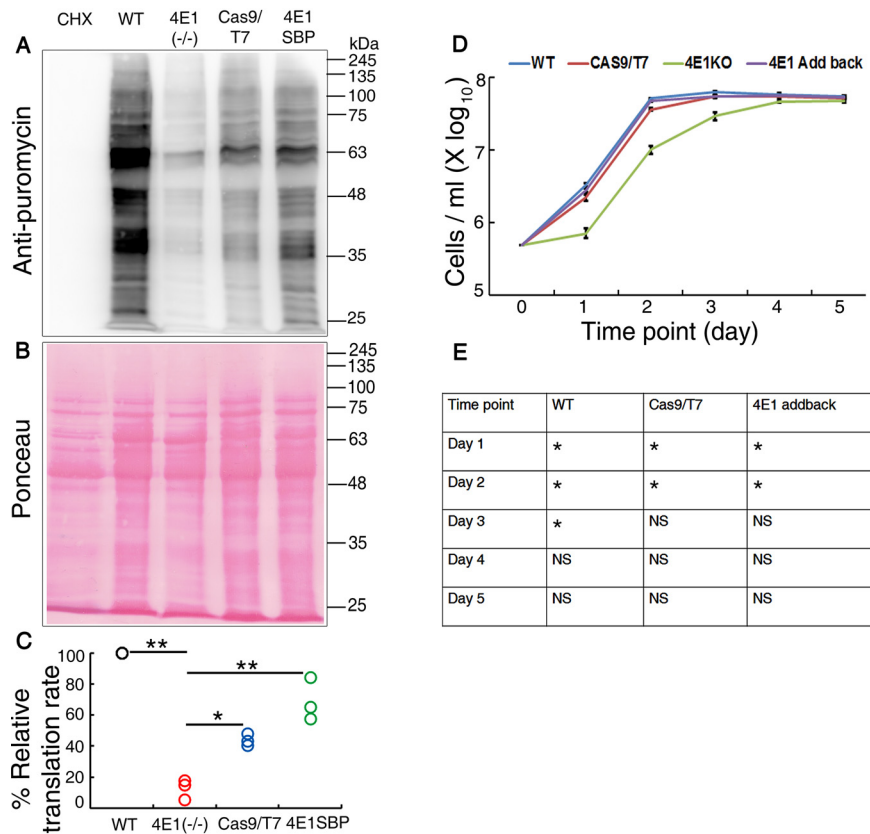 A
CHX WT 4E1 (-/-) Cas9/ T7 4E1 SBP
kDa
245
135
100
75
63
48
35
25
Anti-puromycin
B
245
135
100
75
63
48
35
25
Ponceau
C
% Relative translation rate
100
80
60
40
20
0
**
**
*
WT 4E1(-/-) Cas9/T7 4E1SBP
D
WT CAS9/T7 4E1KO 4E1 Add back
Cells / ml (X log10)
8
7
6
5
0 1 2 3 4 5
Time point (day)
E
Time point WT Cas9/T7 4E1 addback
Day 1 * * *
Day 2 * * *
Day 3 * NS NS
Day 4 NS NS NS
Day 5 NS NS NS